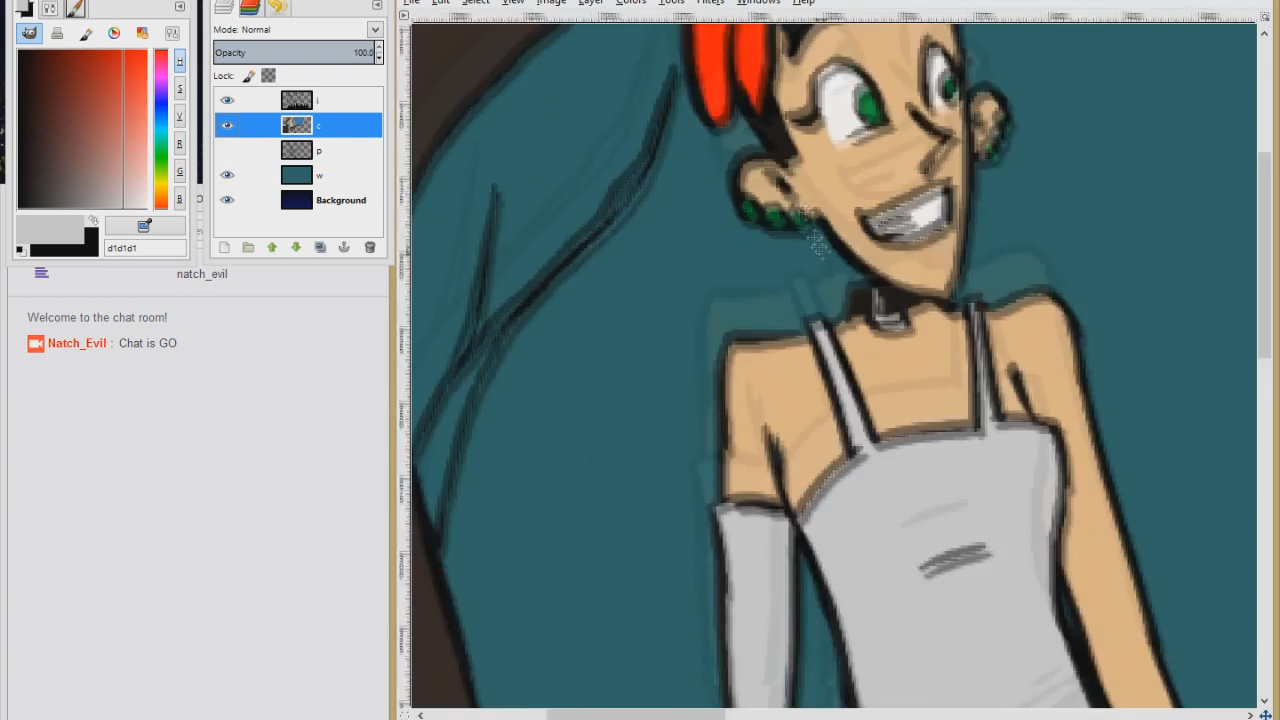 File Edit Select View Image Layer Colors Tools Filters Windows Help
Mode: Normal
Opacity 100.0
Lock:
i
c
p
w
Background
H
S
V
R
G
B
d1d1d1
natch_evil
Welcome to the chat room!
Natch_Evil : Chat is GO